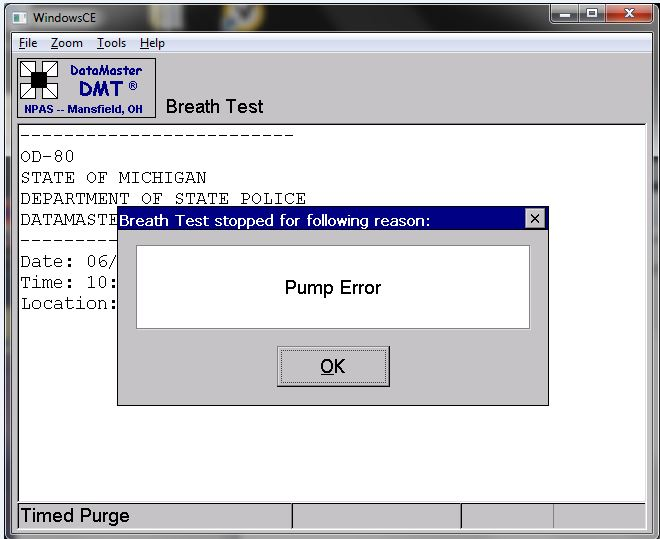 WindowsCE
File Zoom Tools Help
DataMaster
DMT ®
NPAS -- Mansfield, OH
Breath Test
-------------------------
OD-80
STATE OF MICHIGAN
DEPARTMENT OF STATE POLICE
DATAMASTE
Breath Test stopped for following reason:
Date: 06/
Time: 10:
Location:
Pump Error
OK
Timed Purge